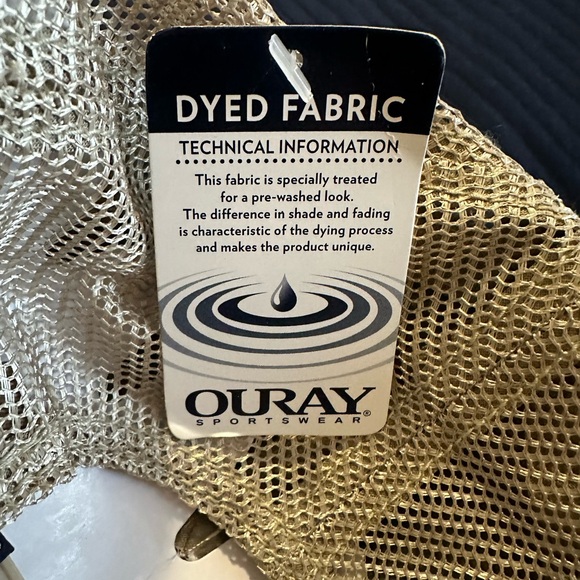 DYED FABRIC
TECHNICAL INFORMATION
This fabric is specially treated
for a pre-washed look.
The difference in shade and fading
is characteristic of the dying process
and makes the product unique.
OURAY®
SPORTSWEAR